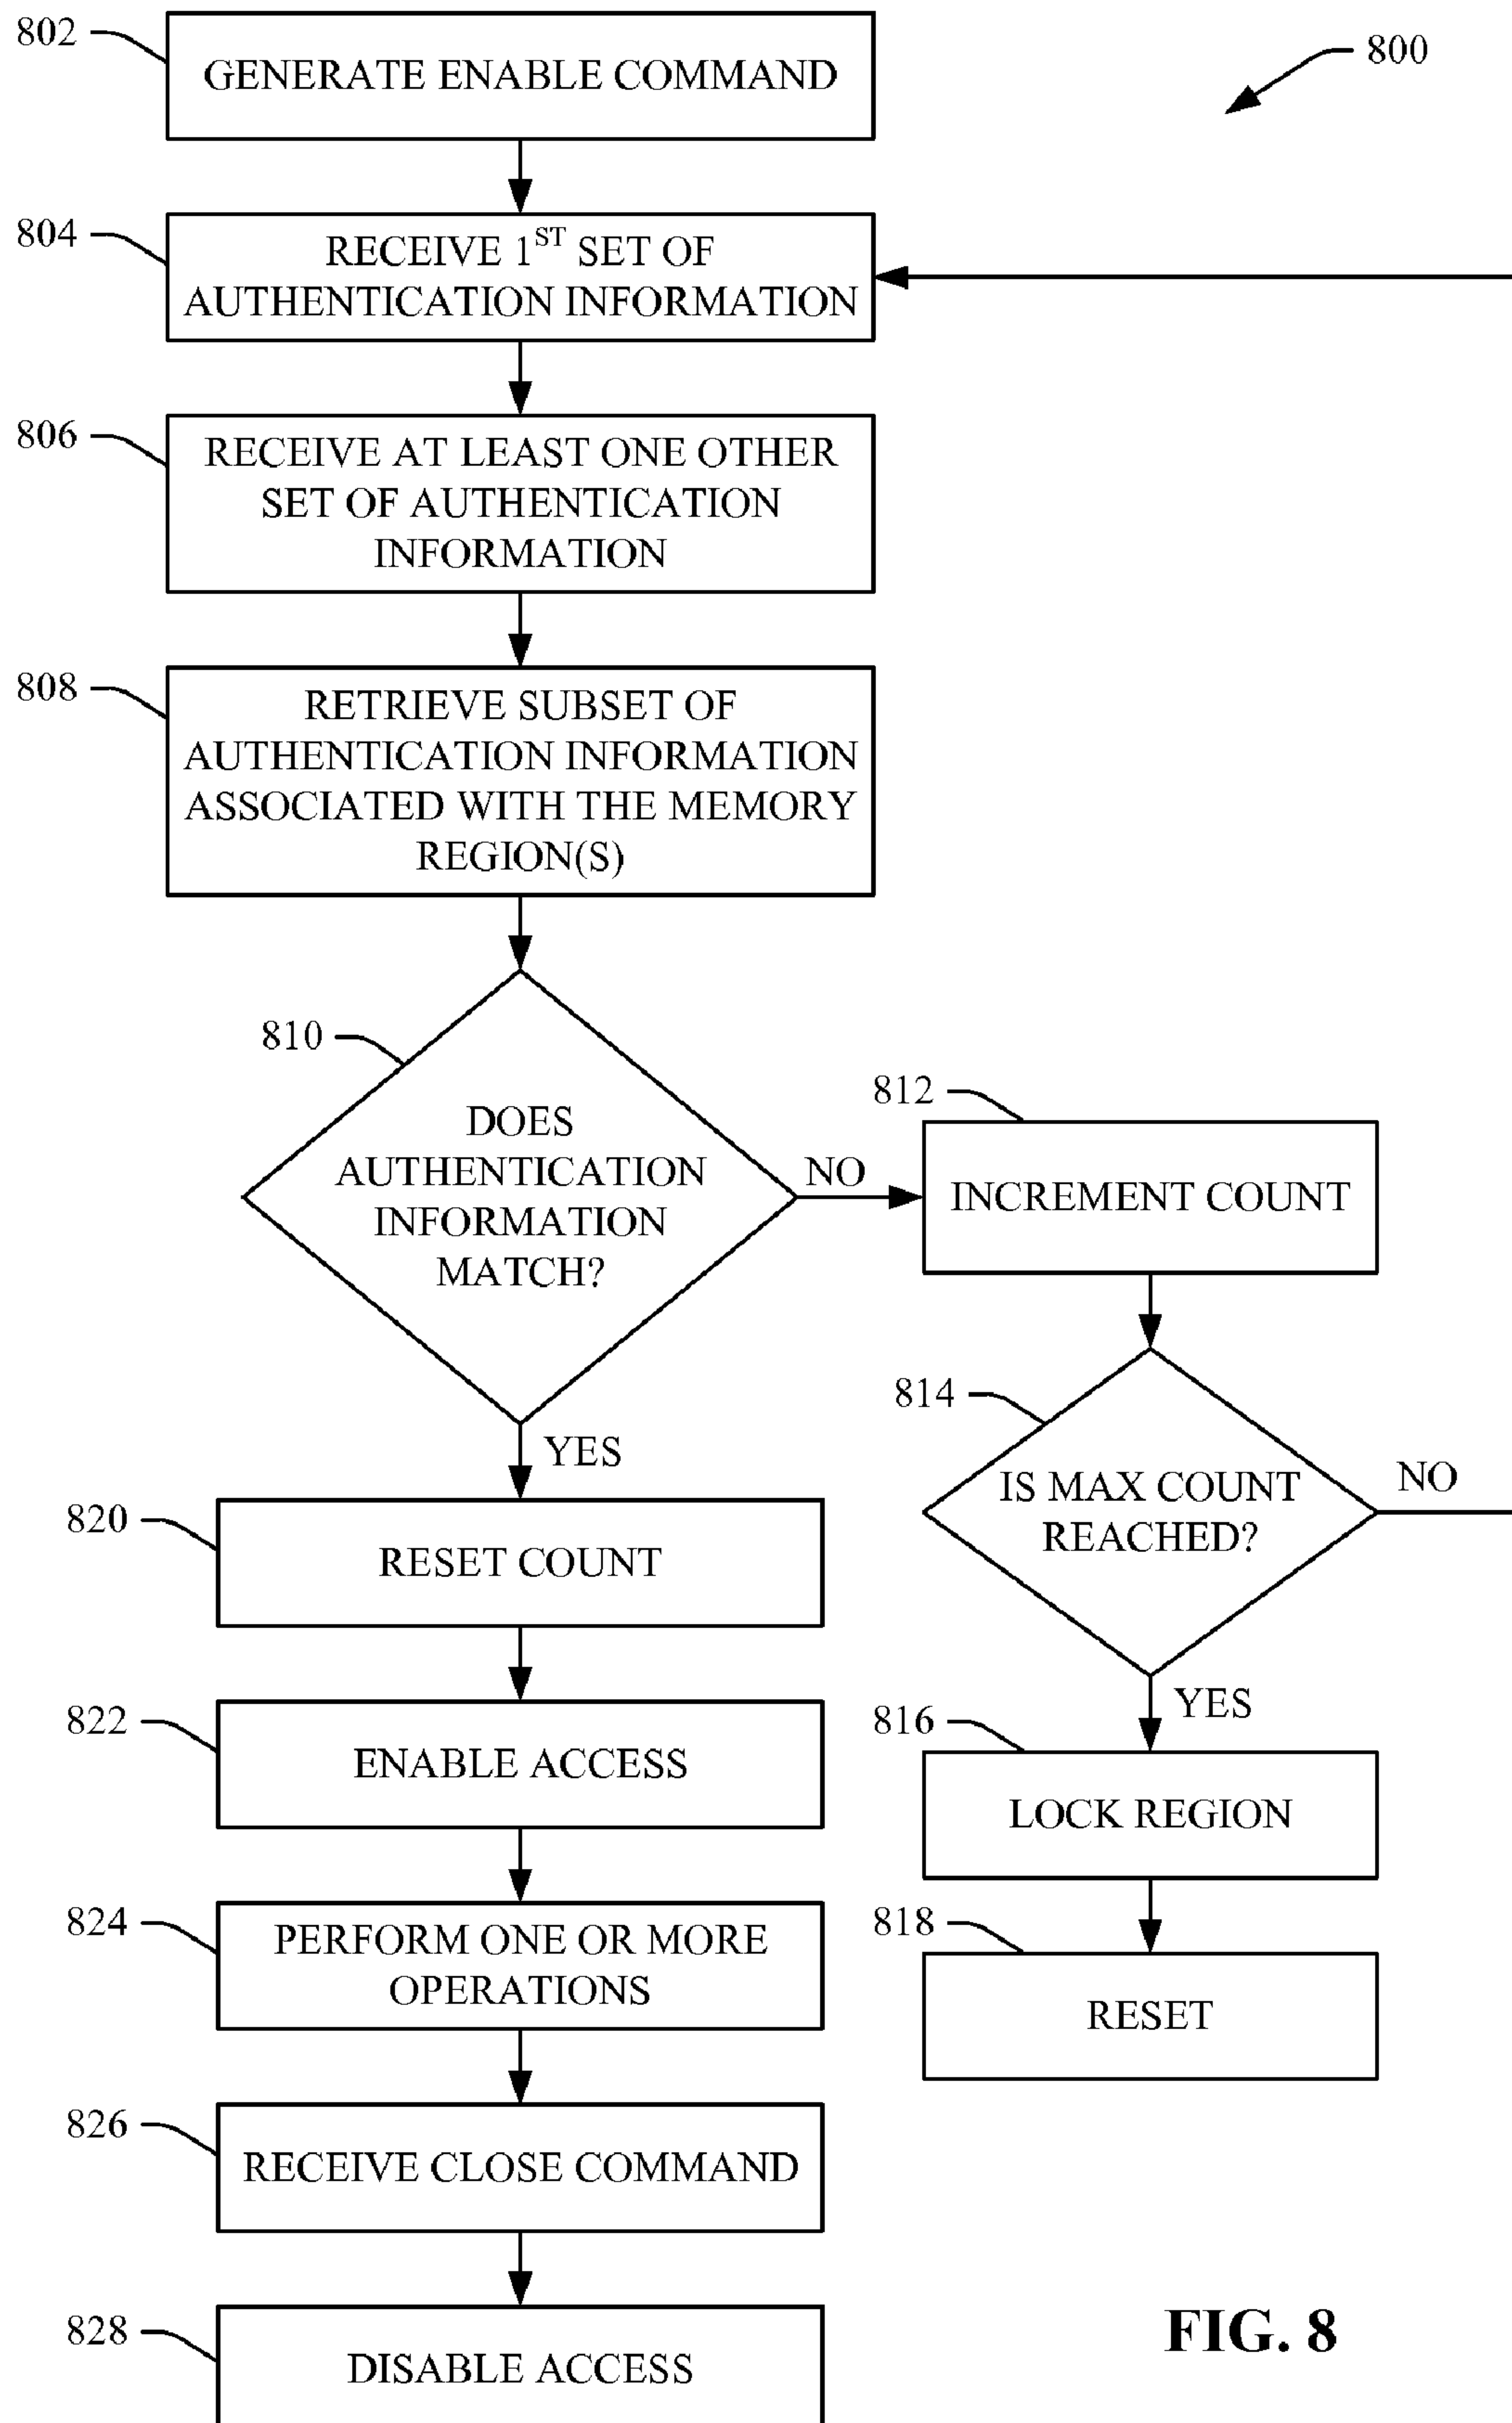 802
GENERATE ENABLE COMMAND
800
804
RECEIVE 1ST SET OF
AUTHENTICATION INFORMATION
806
RECEIVE AT LEAST ONE OTHER
SET OF AUTHENTICATION
INFORMATION
808
RETRIEVE SUBSET OF
AUTHENTICATION INFORMATION
ASSOCIATED WITH THE MEMORY
REGION(S)
810
DOES
AUTHENTICATION
INFORMATION
MATCH?
NO
812
INCREMENT COUNT
814
IS MAX COUNT
REACHED?
NO
YES
816
LOCK REGION
818
RESET
YES
820
RESET COUNT
822
ENABLE ACCESS
824
PERFORM ONE OR MORE
OPERATIONS
826
RECEIVE CLOSE COMMAND
828
DISABLE ACCESS
FIG. 8